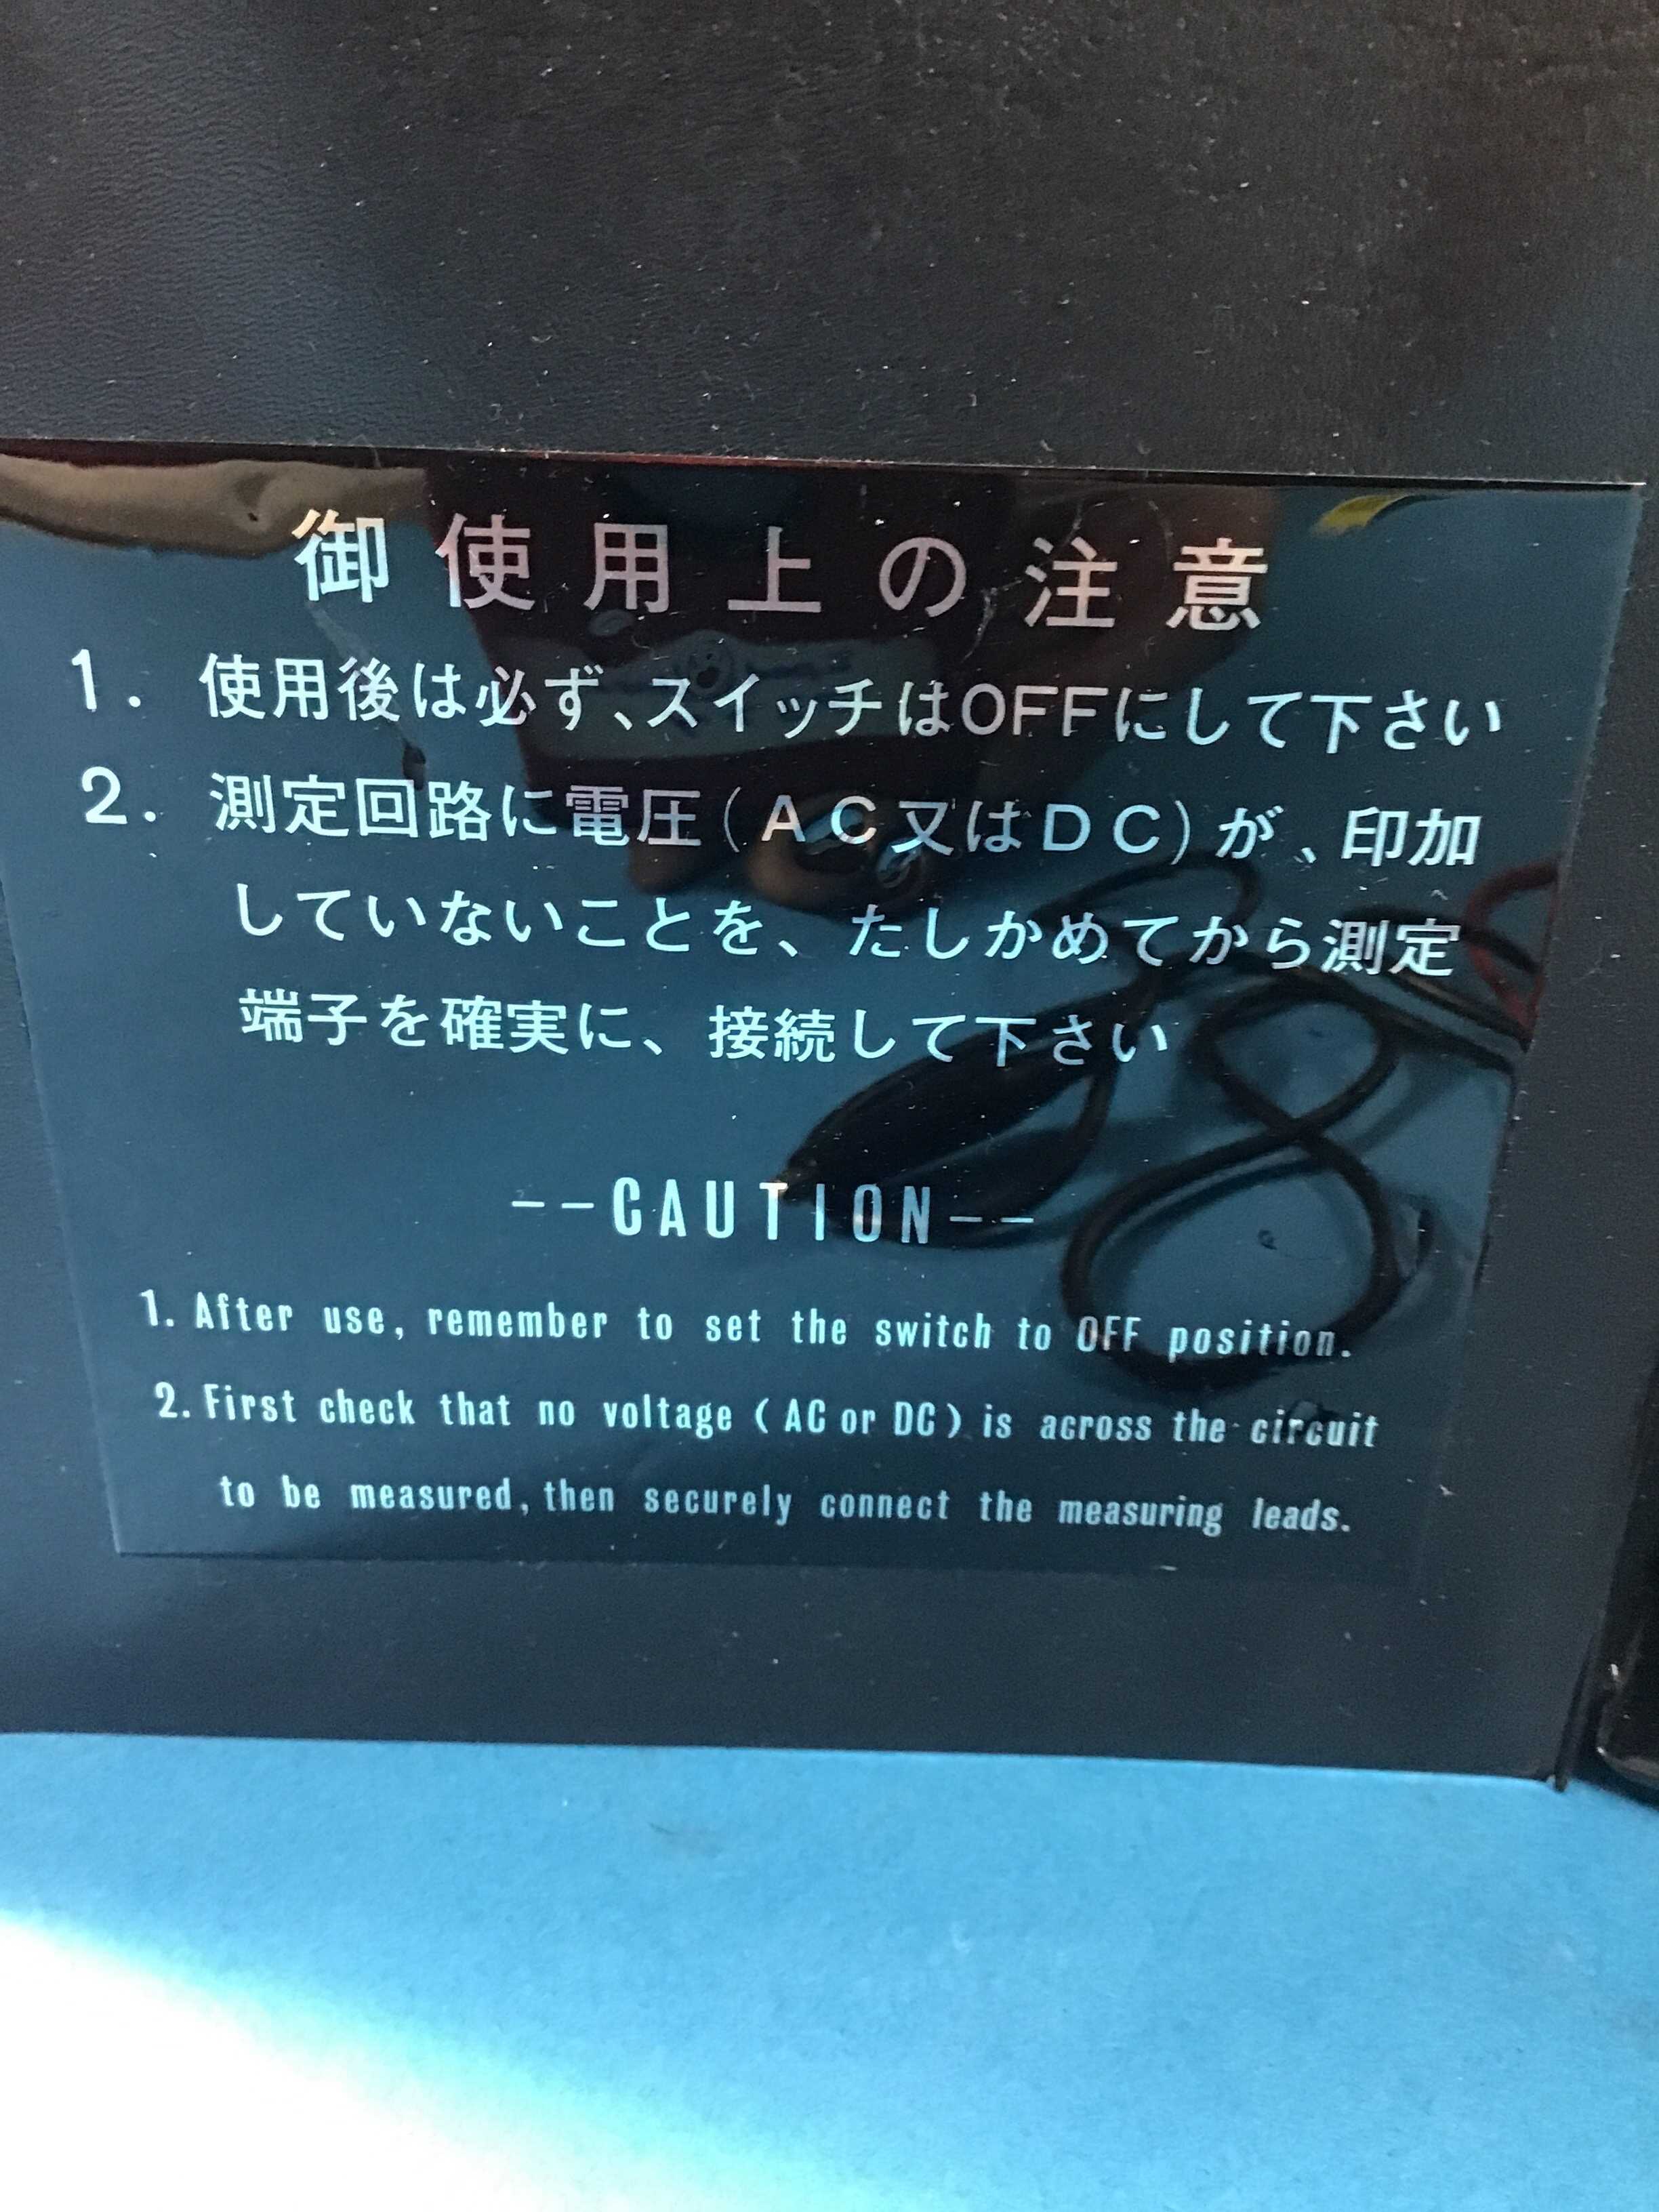 御使用上の注意
1. 使用後は必ず、スイッチはOFFにして下さい
2. 測定回路に電圧(AC又はDC)が、印加
していないことを、たしかめてから測定
端子を確実に、接続して下さい
--CAUTION--
1. After use, remember to set the switch to OFF position.
2. First check that no voltage (AC or DC) is across the circuit
to be measured, then securely connect the measuring leads.